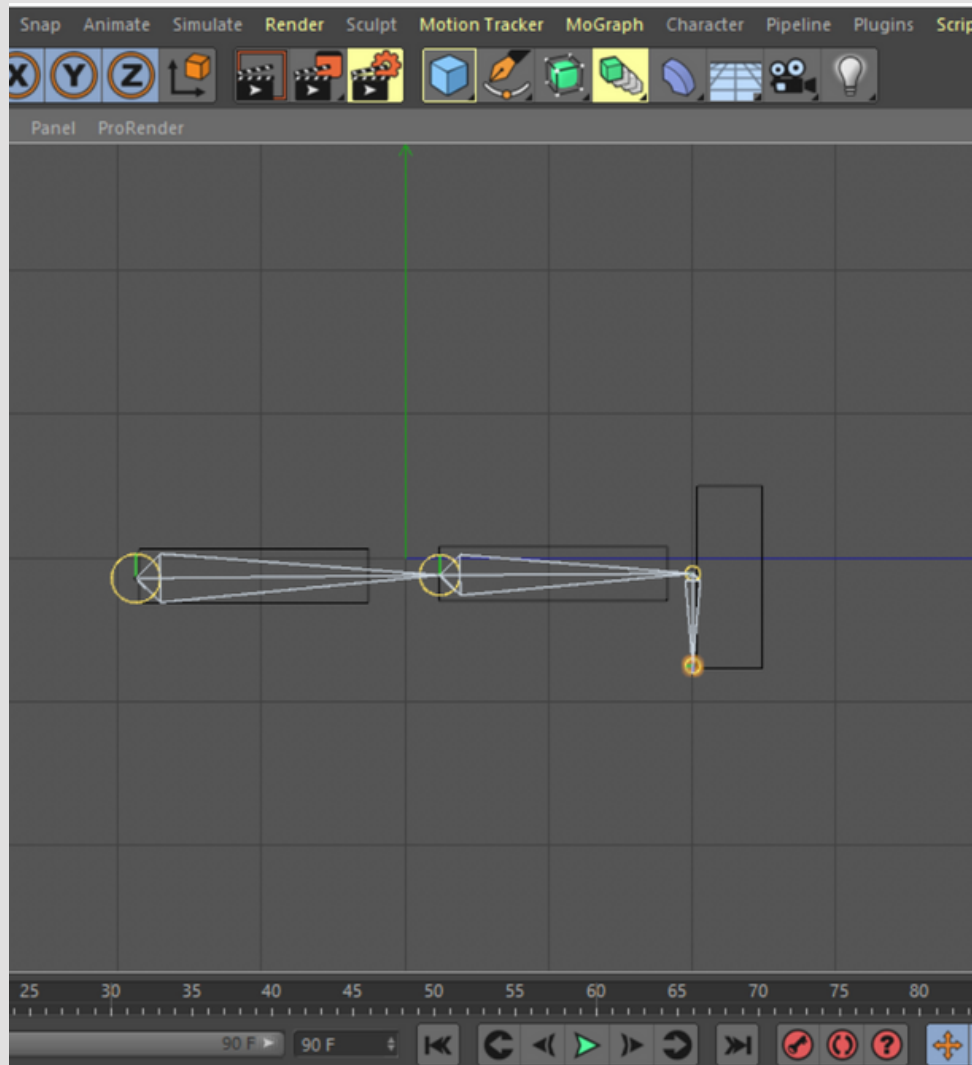 Snap Animate Simulate Render Sculpt Motion Tracker MoGraph Character Pipeline Plugins Scrip
X Y Z
Panel ProRender
25 30 35 40 45 50 55 60 65 70 75 80
90 F 90 F
?